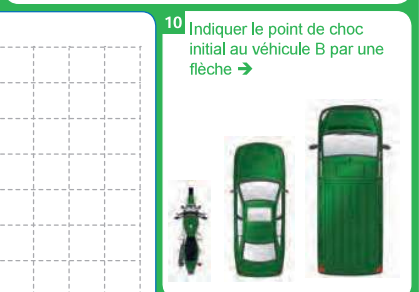 10 Indiquer le point de choc
initial au véhicule B par une
flèche ➔